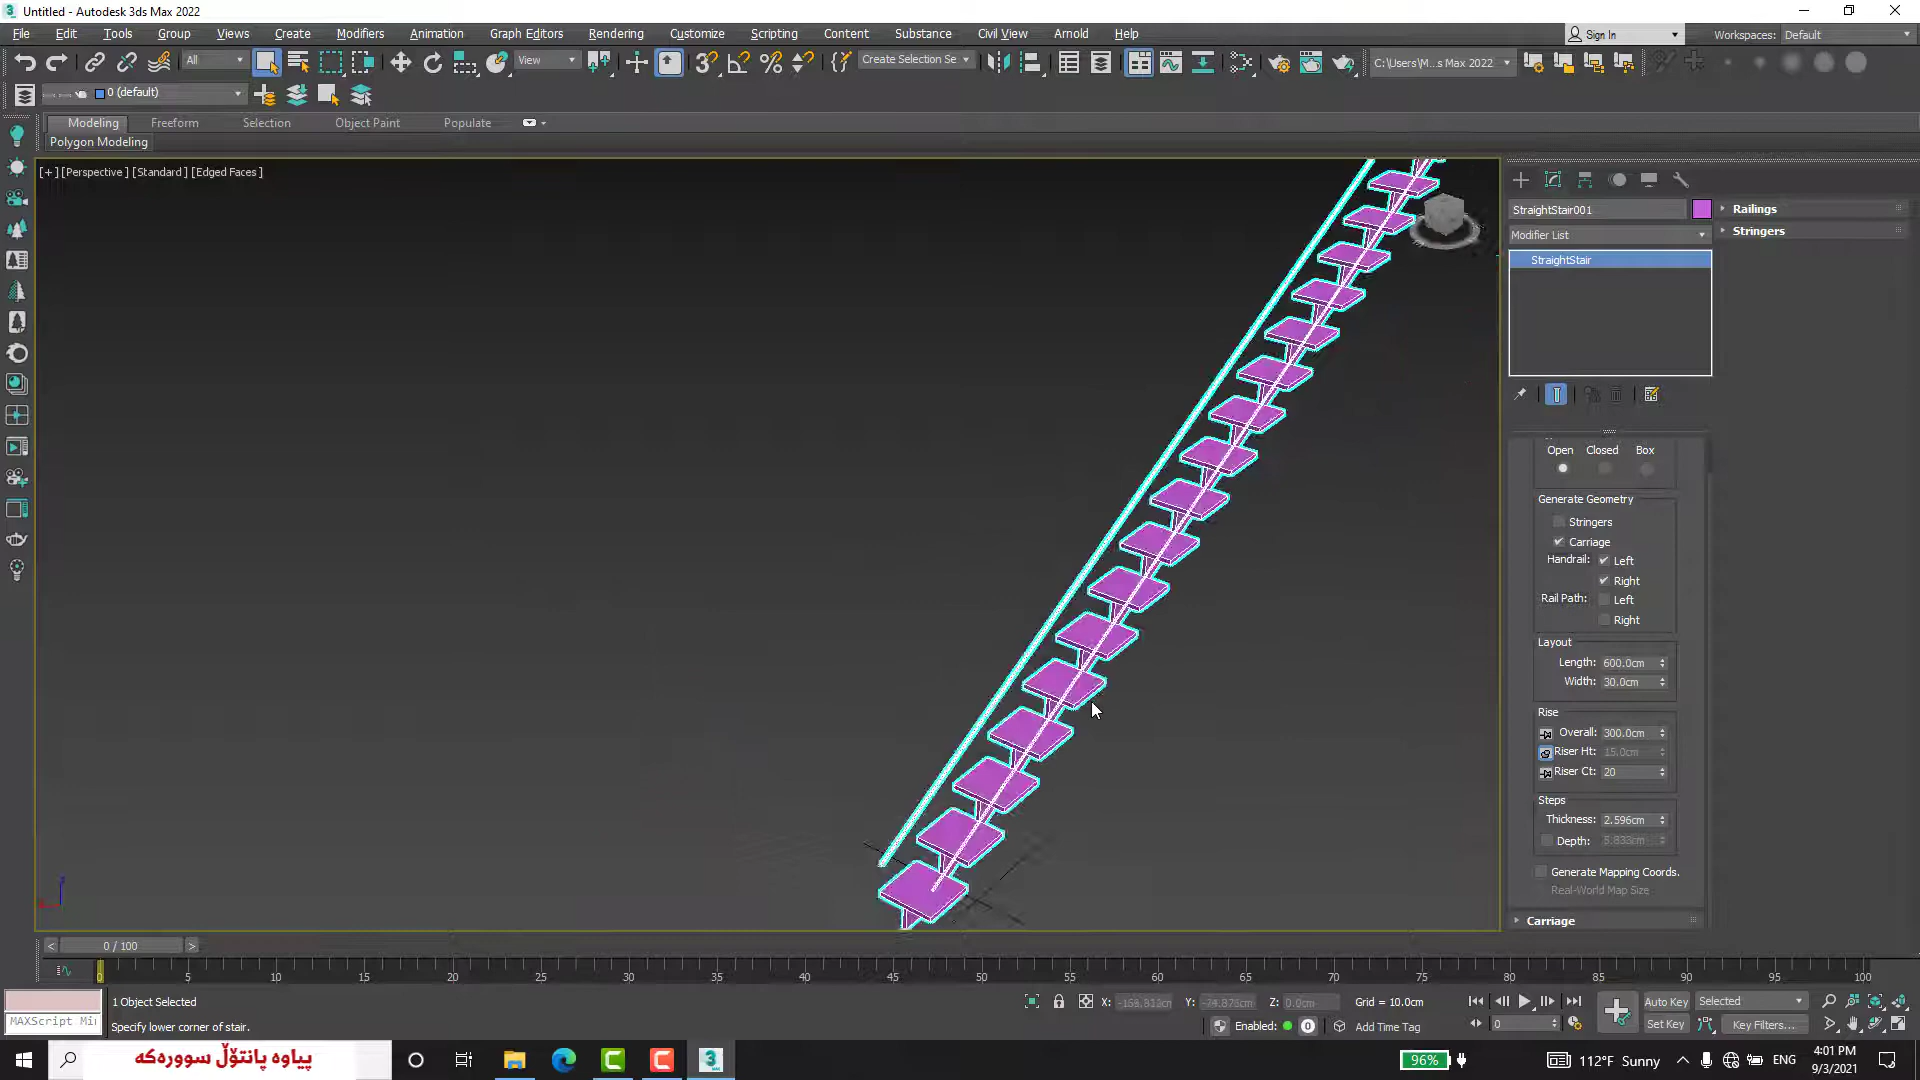 Untitled - Autodesk 3ds Max 2022
File Edit Tools Group Views Create Modifiers Animation Graph Editors Rendering Customize Scripting Content Substance Civil View Arnold Help
Sign In
Workspaces: Default
All
View
Create Selection Se
C:\Users\M...s Max 2022
0 (default)
Modeling Freeform Selection Object Paint Populate
Polygon Modeling
[+] [Perspective ] [Standard ] [Edged Faces ]
StraightStair001
Modifier List
StraightStair
Railings
Stringers
Open Closed Box
Generate Geometry
Stringers
Carriage
Handrail: Left
Right
Rail Path: Left
Right
Layout
Length: 600.0cm
Width: 30.0cm
Rise
Overall: 300.0cm
Riser Ht: 15.0cm
Riser Ct: 20
Steps
Thickness: 2.596cm
Depth: 5.833cm
Generate Mapping Coords.
Real-World Map Size
Carriage
0 / 100
0 5 10 15 20 25 30 35 40 45 50 55 60 65 70 75 80 85 90 95 100
1 Object Selected
X: Y: Z: 0.0cm
Grid = 10.0cm
Auto Key
Selected
MAXScript Mi
Specify lower corner of stair.
Enabled:
0
Add Time Tag
0
Set Key
Key Filters...
پیاوە پانتۆڵ سوورەکە
96%
112°F Sunny
ENG
4:01 PM
9/3/2021